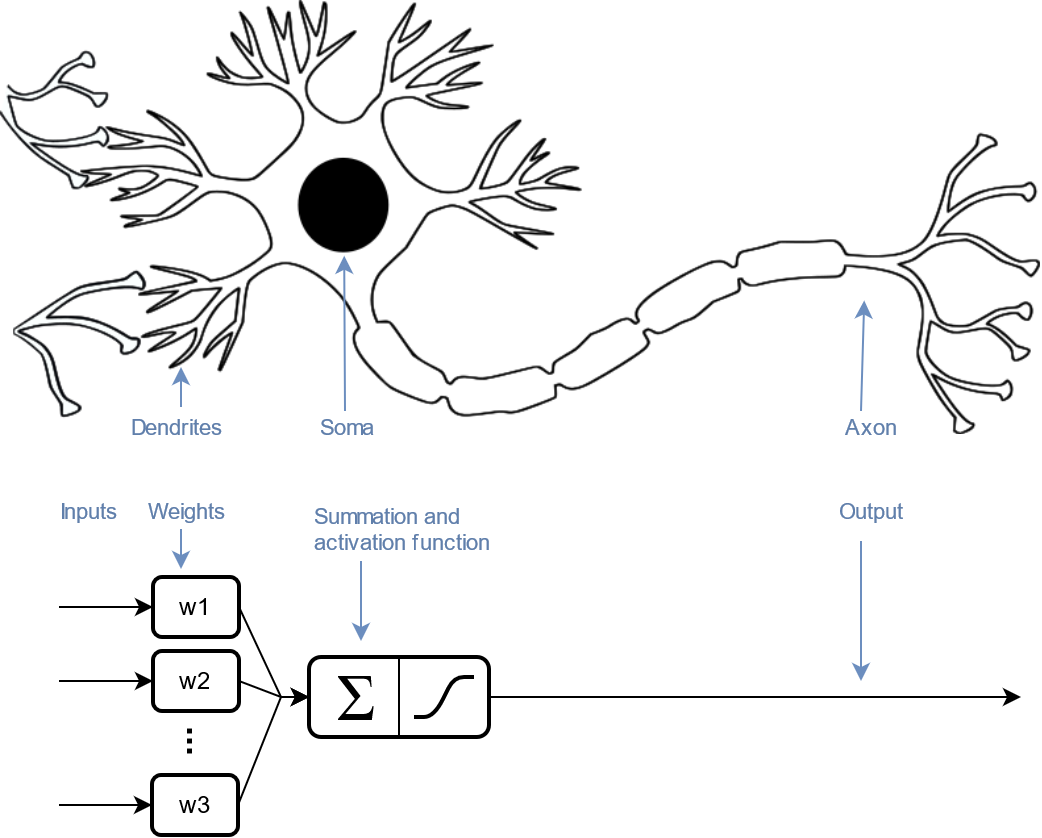 Dendrites
Soma
Axon
Inputs
Weights
Summation and
activation function
Output
w1
w2
Σ
⋮
w3